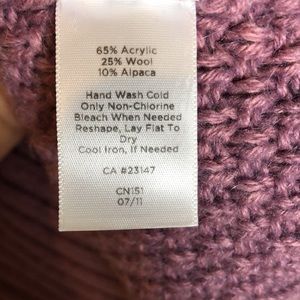 65% Acrylic
25% Wool
10% Alpaca
Hand Wash Cold
Only Non-Chlorine
Bleach When Needed
Reshape, Lay Flat To
Dry
Cool Iron, If Needed
CA #23147
CN151
07/11